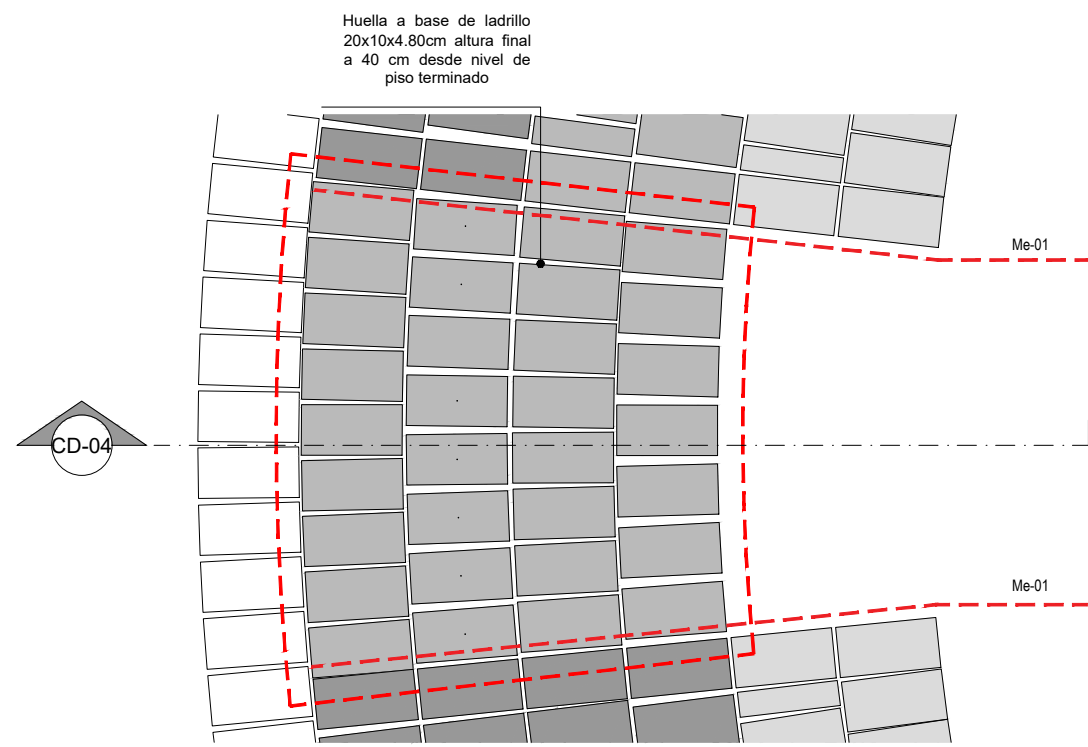 Huella a base de ladrillo
20x10x4.80cm altura final
a 40 cm desde nivel de
piso terminado
Me-01
CD-04
Me-01